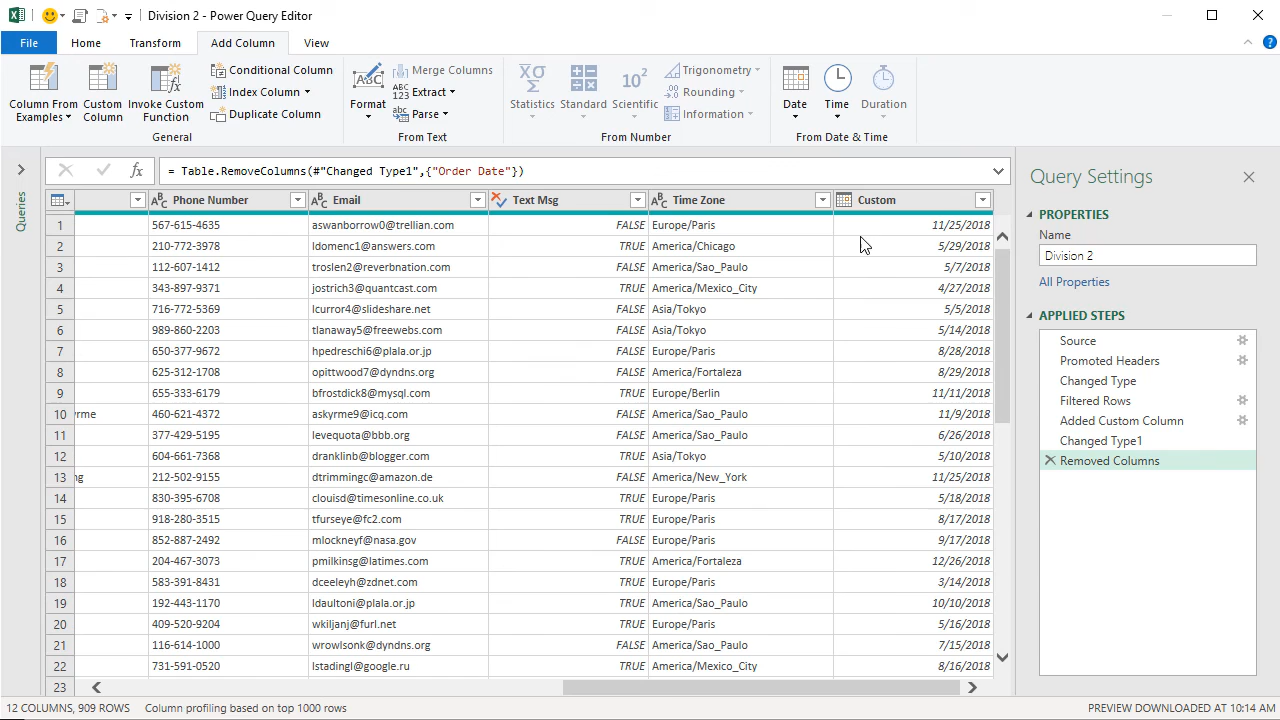 Division 2 - Power Query Editor
File
Home
Transform
Add Column
View
Column From
Examples
Custom
Column
Invoke Custom
Function
Conditional Column
Index Column
Duplicate Column
General
Format
Merge Columns
Extract
Parse
From Text
Statistics
Standard
Scientific
Trigonometry
Rounding
Information
From Number
Date
Time
Duration
From Date & Time
= Table.RemoveColumns(#"Changed Type1",{"Order Date"})
Queries
Phone Number Email Text Msg Time Zone Custom
1 567-615-4635 aswanborrow0@trellian.com FALSE Europe/Paris 11/25/2018
2 210-772-3978 ldomenc1@answers.com TRUE America/Chicago 5/29/2018
3 112-607-1412 troslen2@reverbnation.com FALSE America/Sao_Paulo 5/7/2018
4 343-897-9371 jostrich3@quantcast.com TRUE America/Mexico_City 4/27/2018
5 716-772-5369 lcurror4@slideshare.net FALSE Asia/Tokyo 5/5/2018
6 989-860-2203 tlanaway5@freewebs.com FALSE Asia/Tokyo 5/14/2018
7 650-377-9672 hpedreschi6@plala.or.jp FALSE Europe/Paris 8/28/2018
8 625-312-1708 opittwood7@dyndns.org FALSE America/Fortaleza 8/29/2018
9 655-333-6179 bfrostdick8@mysql.com TRUE Europe/Berlin 11/11/2018
10 yrme 460-621-4372 askyrme9@icq.com FALSE America/Sao_Paulo 11/9/2018
11 377-429-5195 levequota@bbb.org FALSE America/Sao_Paulo 6/26/2018
12 604-661-7368 dranklinb@blogger.com TRUE Asia/Tokyo 5/10/2018
13 ng 212-502-9155 dtrimmingc@amazon.de FALSE America/New_York 11/25/2018
14 830-395-6708 clouisd@timesonline.co.uk TRUE Europe/Paris 5/18/2018
15 918-280-3515 tfurseye@fc2.com TRUE Europe/Paris 8/17/2018
16 852-887-2492 mlockneyf@nasa.gov FALSE Europe/Paris 9/17/2018
17 204-467-3073 pmilkinsg@latimes.com TRUE America/Fortaleza 12/26/2018
18 583-391-8431 dceeleyh@zdnet.com TRUE Europe/Paris 3/14/2018
19 192-443-1170 ldaultoni@plala.or.jp TRUE America/Sao_Paulo 10/10/2018
20 409-520-9204 wkiljanj@furl.net TRUE Europe/Paris 5/16/2018
21 116-614-1000 wrowlsonk@dyndns.org FALSE America/Sao_Paulo 7/15/2018
22 731-591-0520 lstadingl@google.ru TRUE America/Mexico_City 8/16/2018
23
Query Settings
PROPERTIES
Name
Division 2
All Properties
APPLIED STEPS
Source
Promoted Headers
Changed Type
Filtered Rows
Added Custom Column
Changed Type1
Removed Columns
12 COLUMNS, 909 ROWS
Column profiling based on top 1000 rows
PREVIEW DOWNLOADED AT 10:14 AM